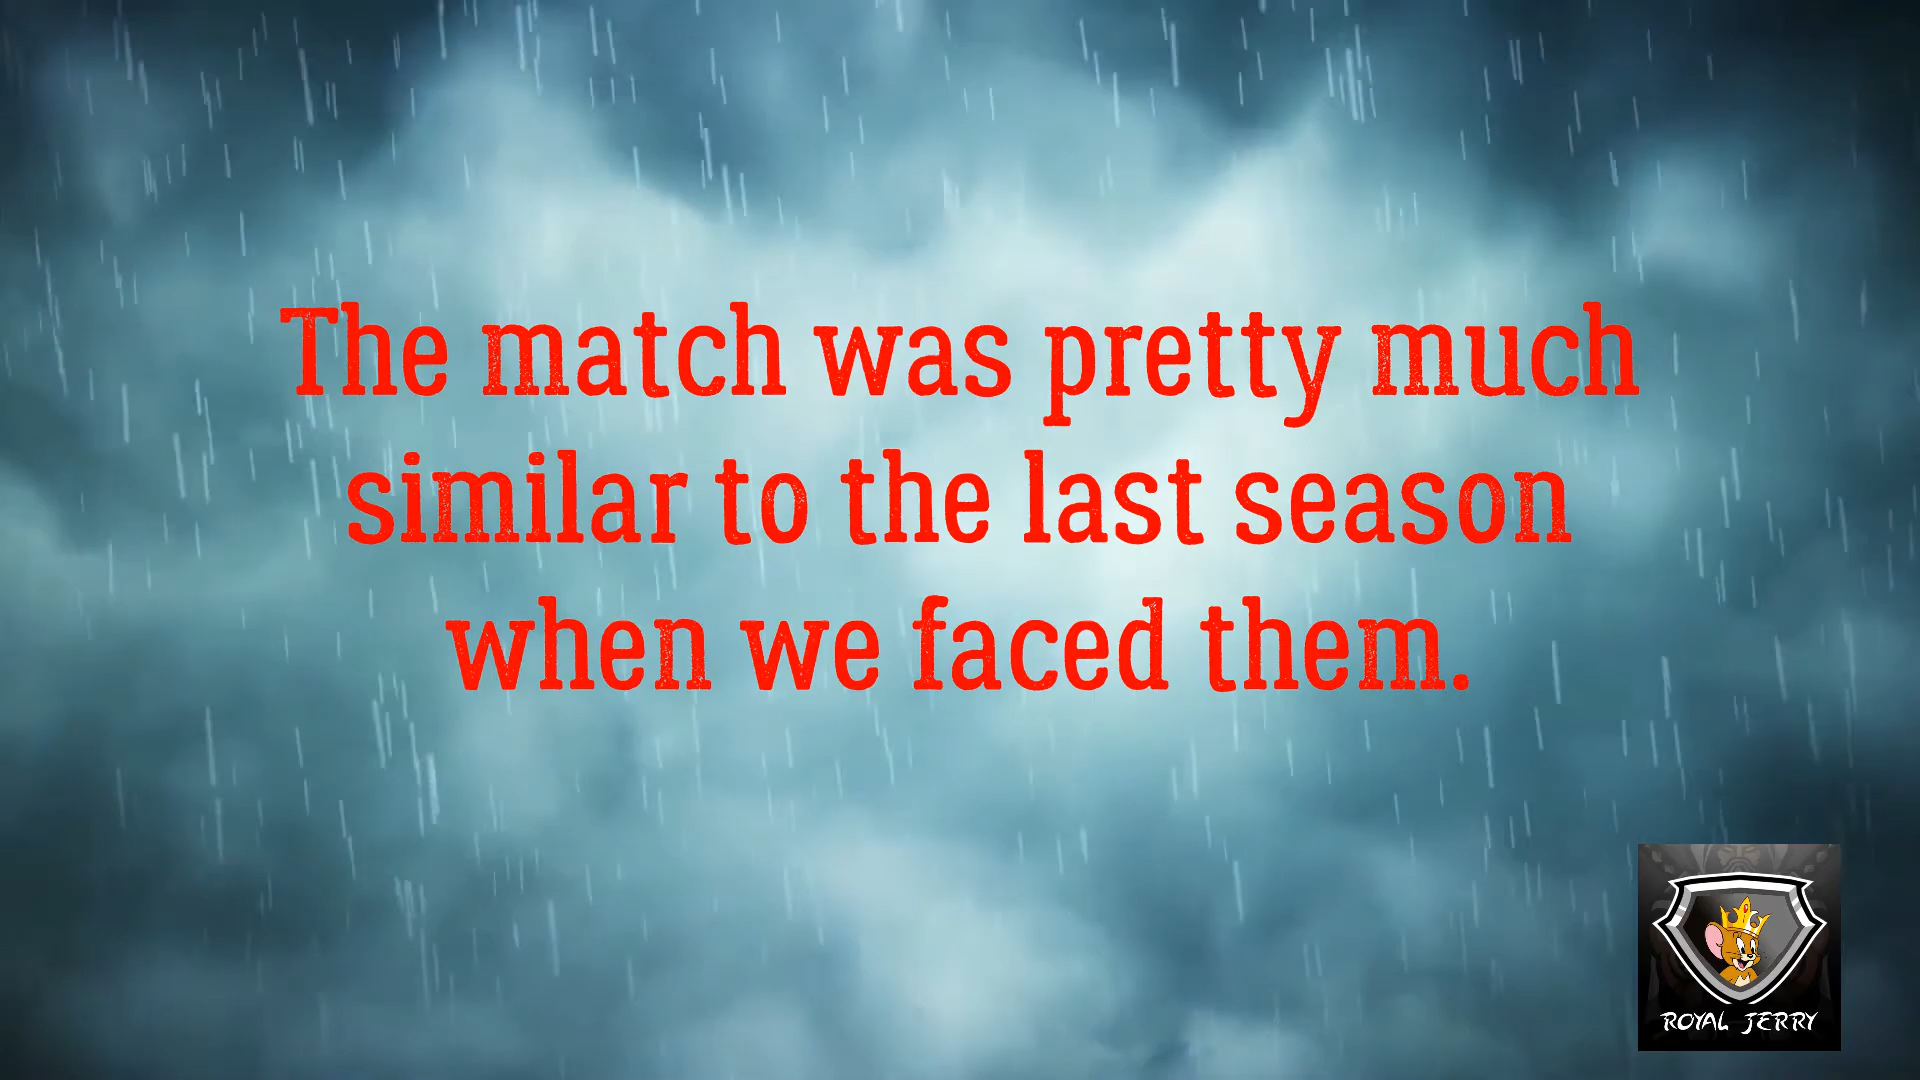 The match was pretty much
similar to the last season
when we faced them.
ROYAL JERRY